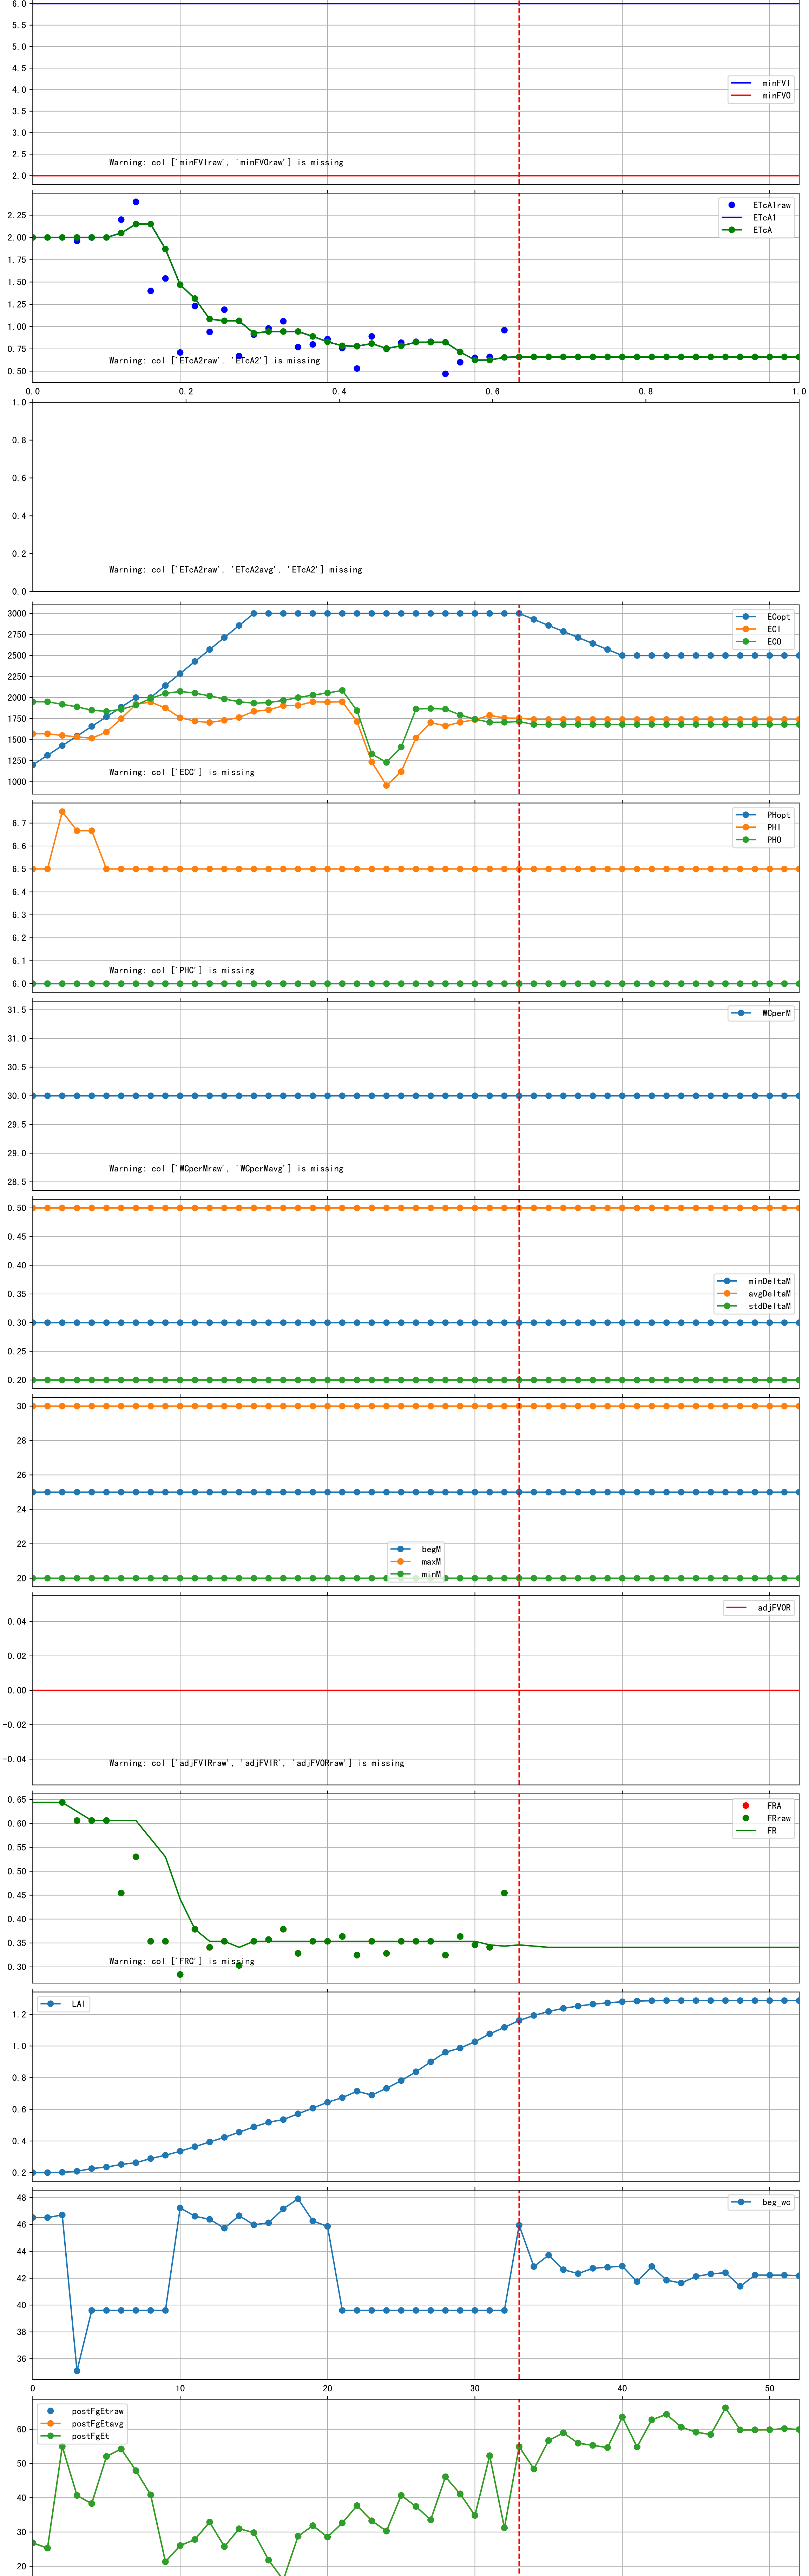 6.0
5.5
5.0
4.5
4.0
3.5
3.0
2.5
2.0
minFVI
minFVO
Warning: col ['minFVIraw', 'minFVOraw'] is missing
2.25
2.00
1.75
1.50
1.25
1.00
0.75
0.50
ETcA1raw
ETcA1
ETcA
Warning: col ['ETcA2raw', 'ETcA2'] is missing
0.0 0.2 0.4 0.6 0.8 1.0
1.0
0.8
0.6
0.4
0.2
0.0
Warning: col ['ETcA2raw', 'ETcA2avg', 'ETcA2'] missing
3000
2750
2500
2250
2000
1750
1500
1250
1000
ECopt
ECI
ECO
Warning: col ['ECC'] is missing
6.7
6.6
6.5
6.4
6.3
6.2
6.1
6.0
PHopt
PHI
PHO
Warning: col ['PHC'] is missing
31.5
31.0
30.5
30.0
29.5
29.0
28.5
WCperM
Warning: col ['WCperMraw', 'WCperMavg'] is missing
0.50
0.45
0.40
0.35
0.30
0.25
0.20
minDeltaM
avgDeltaM
stdDeltaM
30
28
26
24
22
20
begM
maxM
minM
0.04
0.02
0.00
-0.02
-0.04
adjFVOR
Warning: col ['adjFVIRraw', 'adjFVIR', 'adjFVORraw'] is missing
0.65
0.60
0.55
0.50
0.45
0.40
0.35
0.30
FRA
FRraw
FR
Warning: col ['FRC'] is missing
1.2
1.0
0.8
0.6
0.4
0.2
LAI
48
46
44
42
40
38
36
beg_wc
0 10 20 30 40 50
60
50
40
30
20
postFgEtraw
postFgEtavg
postFgEt